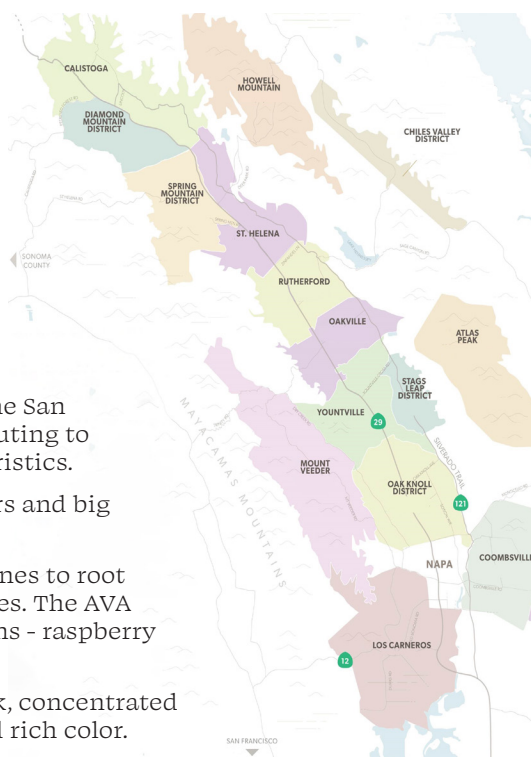 CALISTOGA
HOWELL
MOUNTAIN
DIAMOND
MOUNTAIN
DISTRICT
CHILES VALLEY
DISTRICT
SPRING
MOUNTAIN
DISTRICT
ST. HELENA
SONOMA
COUNTY
RUTHERFORD
OAKVILLE
ATLAS
PEAK
STAGS
LEAP
DISTRICT
YOUNTVILLE
29
MAYACAMAS MOUNTAINS
MOUNT
VEEDER
SILVERADO TRAIL
OAK KNOLL
DISTRICT
121
NAPA
COOMBSVILLE
LOS CARNEROS
12
SAN FRANCISCO
ne San
uting to
ristics.
rs and big
nes to root
es. The AVA
ns - raspberry
k, concentrated
l rich color.